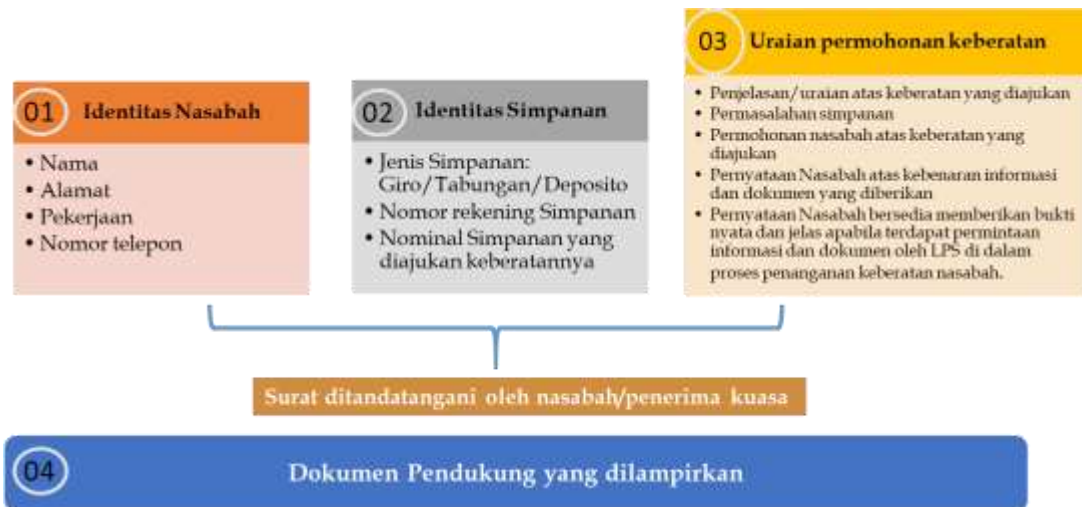 01 Identitas Nasabah
• Nama
• Alamat
• Pekerjaan
• Nomor telepon
02 Identitas Simpanan
• Jenis Simpanan:
Giro/Tabungan/Deposito
• Nomor rekening Simpanan
• Nominal Simpanan yang
diajukan keberatannya
03 Uraian permohonan keberatan
• Penjelasan/uraian atas keberatan yang diajukan
• Permasalahan simpanan
• Permohonan nasabah atas keberatan yang
diajukan
• Pernyataan Nasabah atas kebenaran informasi
dan dokumen yang diberikan
• Pernyataan Nasabah bersedia memberikan bukti
nyata dan jelas apabila terdapat permintaan
informasi dan dokumen oleh LPS di dalam
proses penanganan keberatan nasabah.
Surat ditandatangani oleh nasabah/penerima kuasa
04 Dokumen Pendukung yang dilampirkan